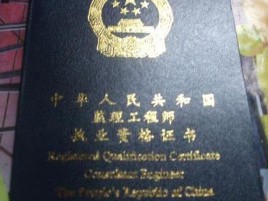 中华人民共和国
监理工程师
执业资格证书
Registered Qualification Certificate
Consultant Engineer
The People's Republic of China